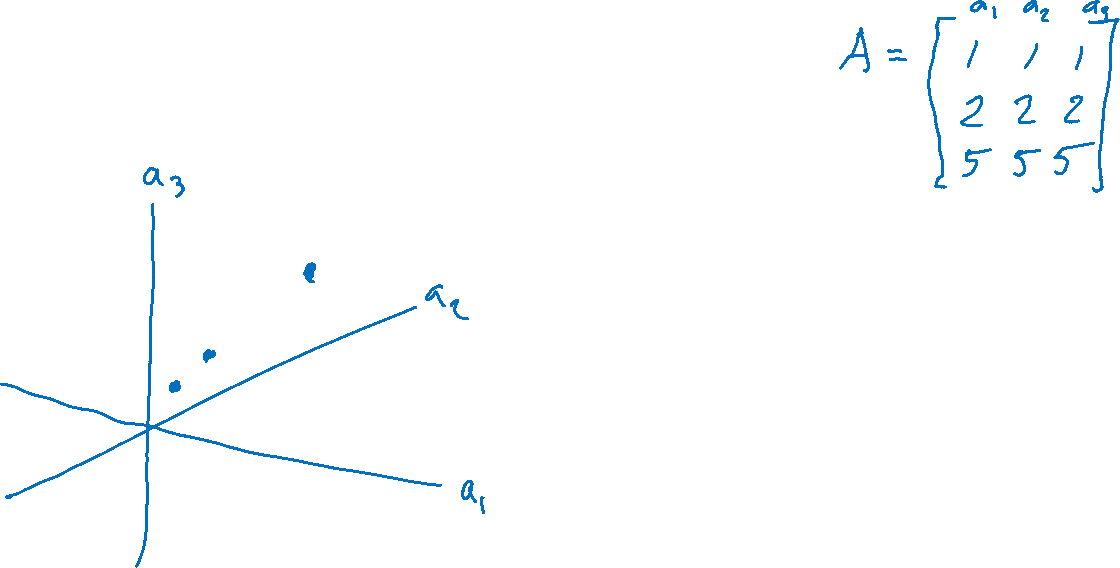 a₁ a₂ a₃
A = [1 1 1
2 2 2
5 5 5]
a₃
a₂
a₁